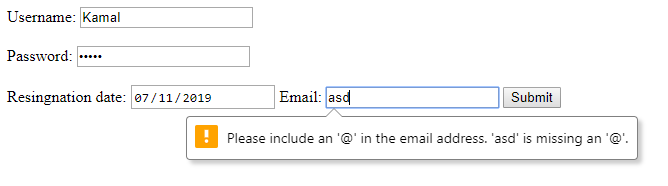 Username: Kamal
Password: •••••
Resingnation date: 07/11/2019 Email: asd Submit
! Please include an '@' in the email address. 'asd' is missing an '@'.